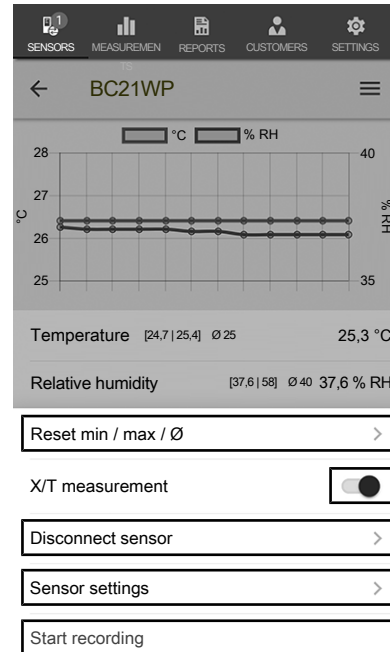 1
SENSORS MEASUREMEN REPORTS CUSTOMERS SETTINGS
TS
BC21WP
°C % RH
28 40
27
°C % RH
26
25 35
Temperature [24,7 | 25,4] Ø 25 25,3 °C
Relative humidity [37,6 | 58] Ø 40 37,6 % RH
Reset min / max / Ø
X/T measurement
Disconnect sensor
Sensor settings
Start recording